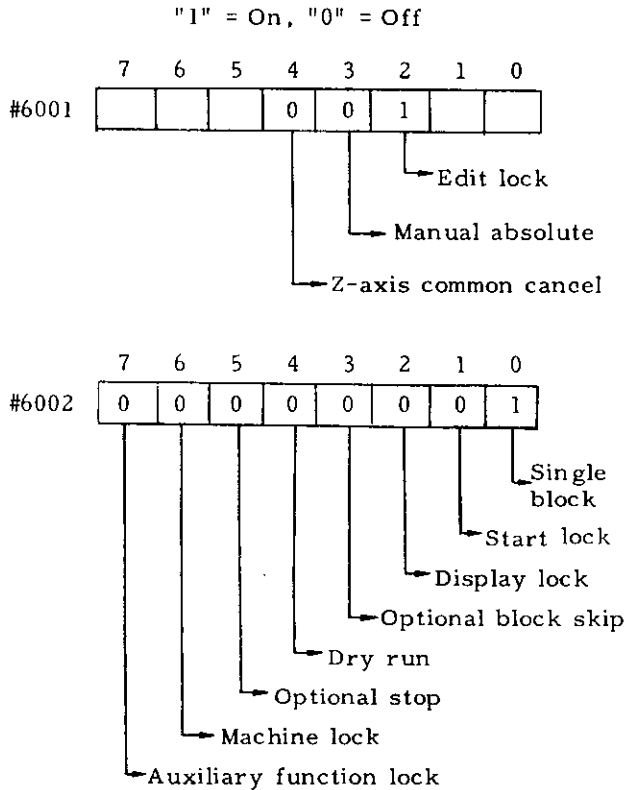 "1" = On, "0" = Off
7 6 5 4 3 2 1 0
#6001 0 0 1
Edit lock
Manual absolute
Z-axis common cancel
7 6 5 4 3 2 1 0
#6002 0 0 0 0 0 0 0 1
Single
block
Start lock
Display lock
Optional block skip
Dry run
Optional stop
Machine lock
Auxiliary function lock